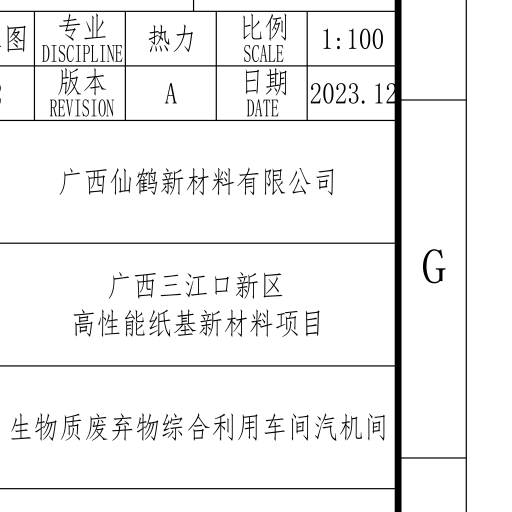 图 专业 热力 比例 1:100
DISCIPLINE SCALE
版本 A 日期 2023.12
REVISION DATE
广西仙鹤新材料有限公司
广西三江口新区
高性能纸基新材料项目
生物质废弃物综合利用车间汽机间
G